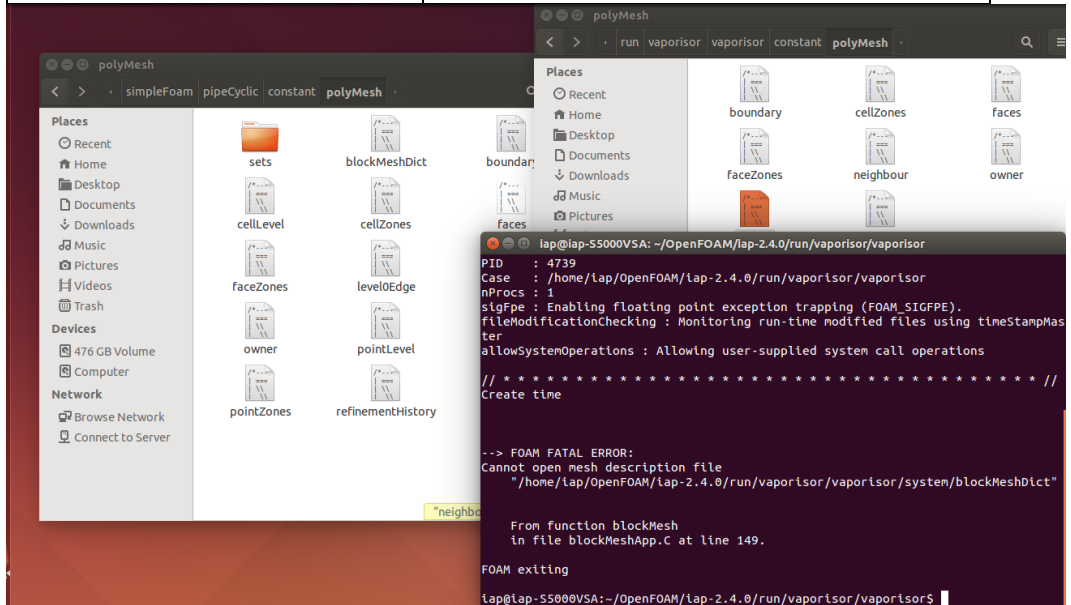 polyMesh
simpleFoam pipeCyclic constant polyMesh
Places
Recent
Home
Desktop
Documents
Downloads
Music
Pictures
Videos
Trash
Devices
476 GB Volume
Computer
Network
Browse Network
Connect to Server
sets
blockMeshDict
boundary
cellLevel
cellZones
faces
faceZones
level0Edge
owner
pointLevel
pointZones
refinementHistory
"neighbo
polyMesh
run vaporisor vaporisor constant polyMesh
Places
Recent
Home
Desktop
Documents
Downloads
Music
Pictures
boundary
cellZones
faces
faceZones
neighbour
owner
iap@iap-S5000VSA: ~/OpenFOAM/iap-2.4.0/run/vaporisor/vaporisor
PID    : 4739
Case   : /home/iap/OpenFOAM/iap-2.4.0/run/vaporisor/vaporisor
nProcs : 1
sigFpe : Enabling floating point exception trapping (FOAM_SIGFPE).
fileModificationChecking : Monitoring run-time modified files using timeStampMas
ter
allowSystemOperations : Allowing user-supplied system call operations
// * * * * * * * * * * * * * * * * * * * * * * * * * * * * * * * * * * * * * //
Create time
--> FOAM FATAL ERROR:
Cannot open mesh description file
"/home/iap/OpenFOAM/iap-2.4.0/run/vaporisor/vaporisor/system/blockMeshDict"
From function blockMesh
in file blockMeshApp.C at line 149.
FOAM exiting
iap@iap-S5000VSA:~/OpenFOAM/iap-2.4.0/run/vaporisor/vaporisor$